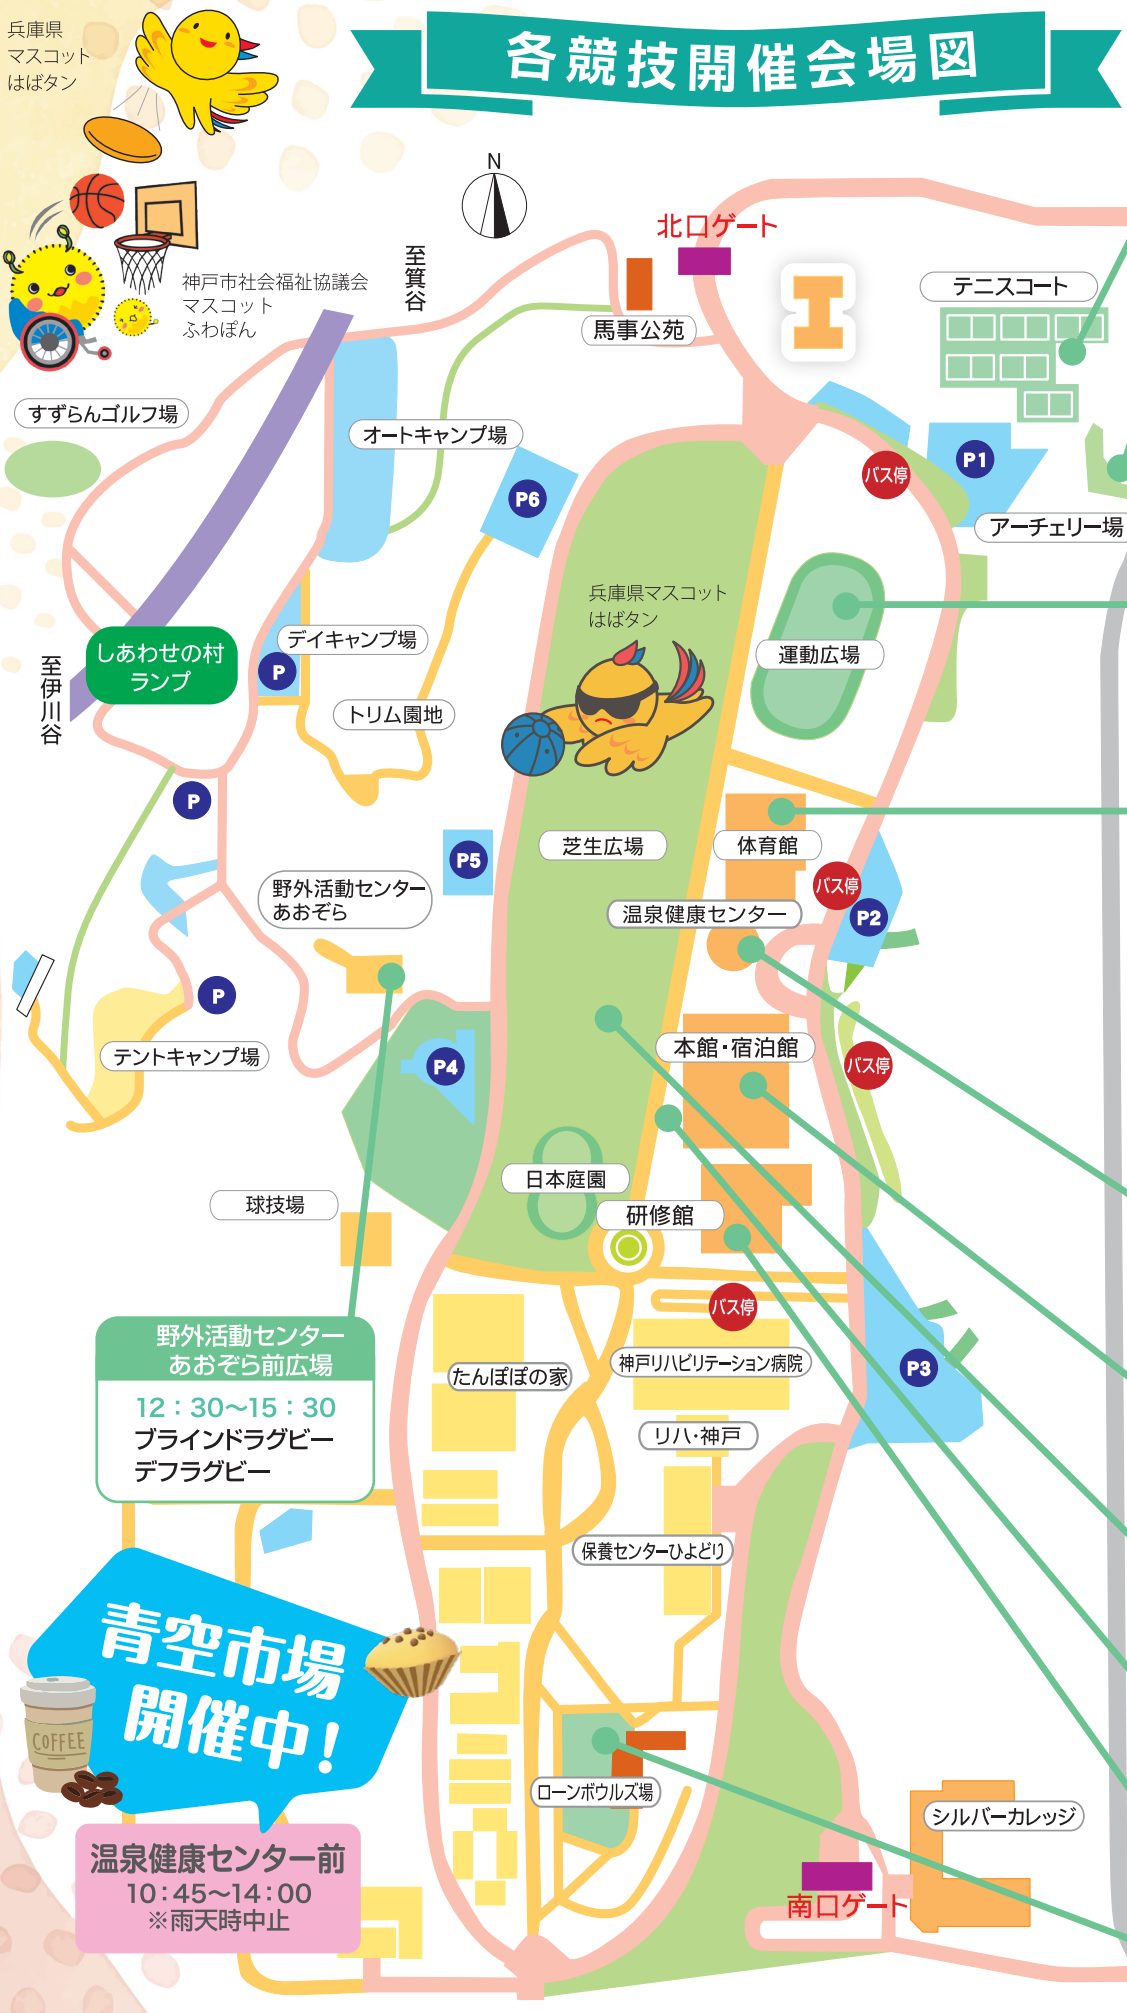 兵庫県
マスコット
はばタン
各競技開催会場図
N
北口ゲート
至箕谷
神戸市社会福祉協議会
マスコット
ふわぽん
馬事公苑
テニスコート
すずらんゴルフ場
オートキャンプ場
P6
バス停
P1
アーチェリー場
兵庫県マスコット
はばタン
しあわせの村
ランプ
至伊川谷
デイキャンプ場
P
運動広場
トリム園地
P
芝生広場
体育館
P5
野外活動センター
あおぞら
バス停
P2
温泉健康センター
P
テントキャンプ場
本館・宿泊館
P4
バス停
日本庭園
球技場
研修館
バス停
野外活動センター
あおぞら前広場
12:30〜15:30
ブラインドラグビー
デフラグビー
たんぽぽの家
神戸リハビリテーション病院
P3
リハ・神戸
保養センターひよどり
青空市場
開催中!
COFFEE
ローンボウルズ場
シルバーカレッジ
温泉健康センター前
10:45〜14:00
※雨天時中止
南口ゲート